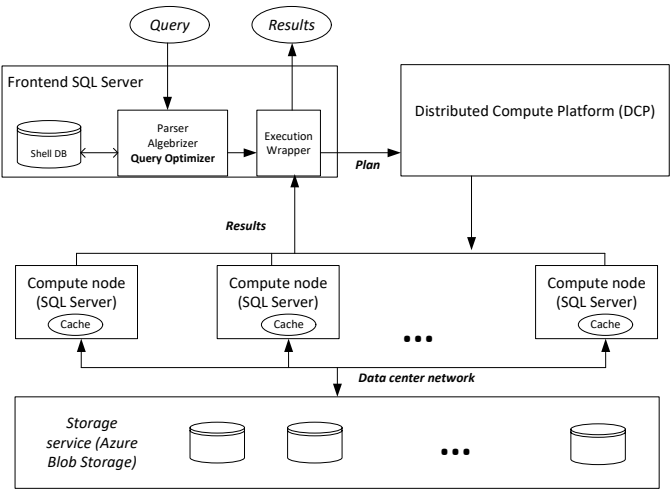 Query
Results
Frontend SQL Server
Distributed Compute Platform (DCP)
Shell DB
Parser
Algebrizer
Query Optimizer
Execution
Wrapper
Plan
Results
Compute node
(SQL Server)
Cache
Compute node
(SQL Server)
Cache
...
Compute node
(SQL Server)
Cache
Data center network
Storage
service (Azure
Blob Storage)
...